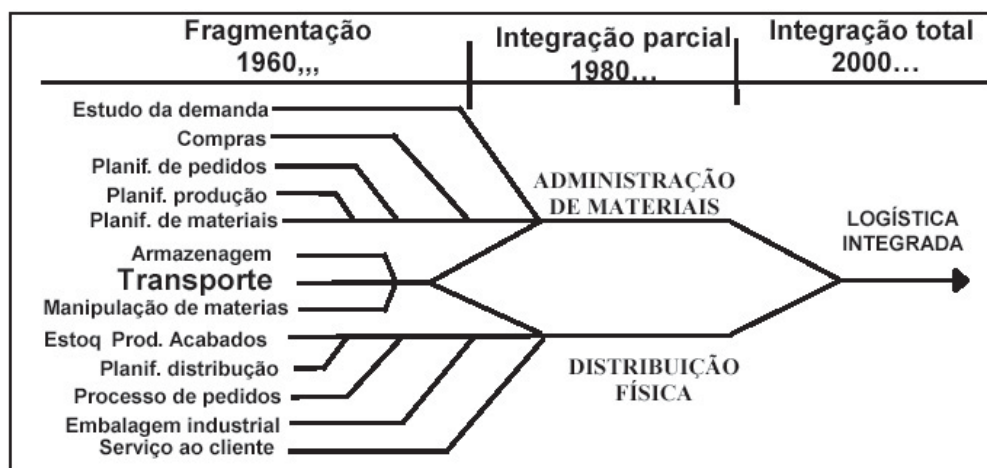 Fragmentação
1960,,,
Integração parcial
1980…
Integração total
2000…
Estudo da demanda
Compras
Planif. de pedidos
Planif. produção
Planif. de materiais
Armazenagem
Transporte
Manipulação de materias
Estoq Prod. Acabados
Planif. distribução
Processo de pedidos
Embalagem industrial
Serviço ao cliente
ADMINISTRAÇÃO
DE MATERIAIS
DISTRIBUIÇÃO
FÍSICA
LOGÍSTICA
INTEGRADA